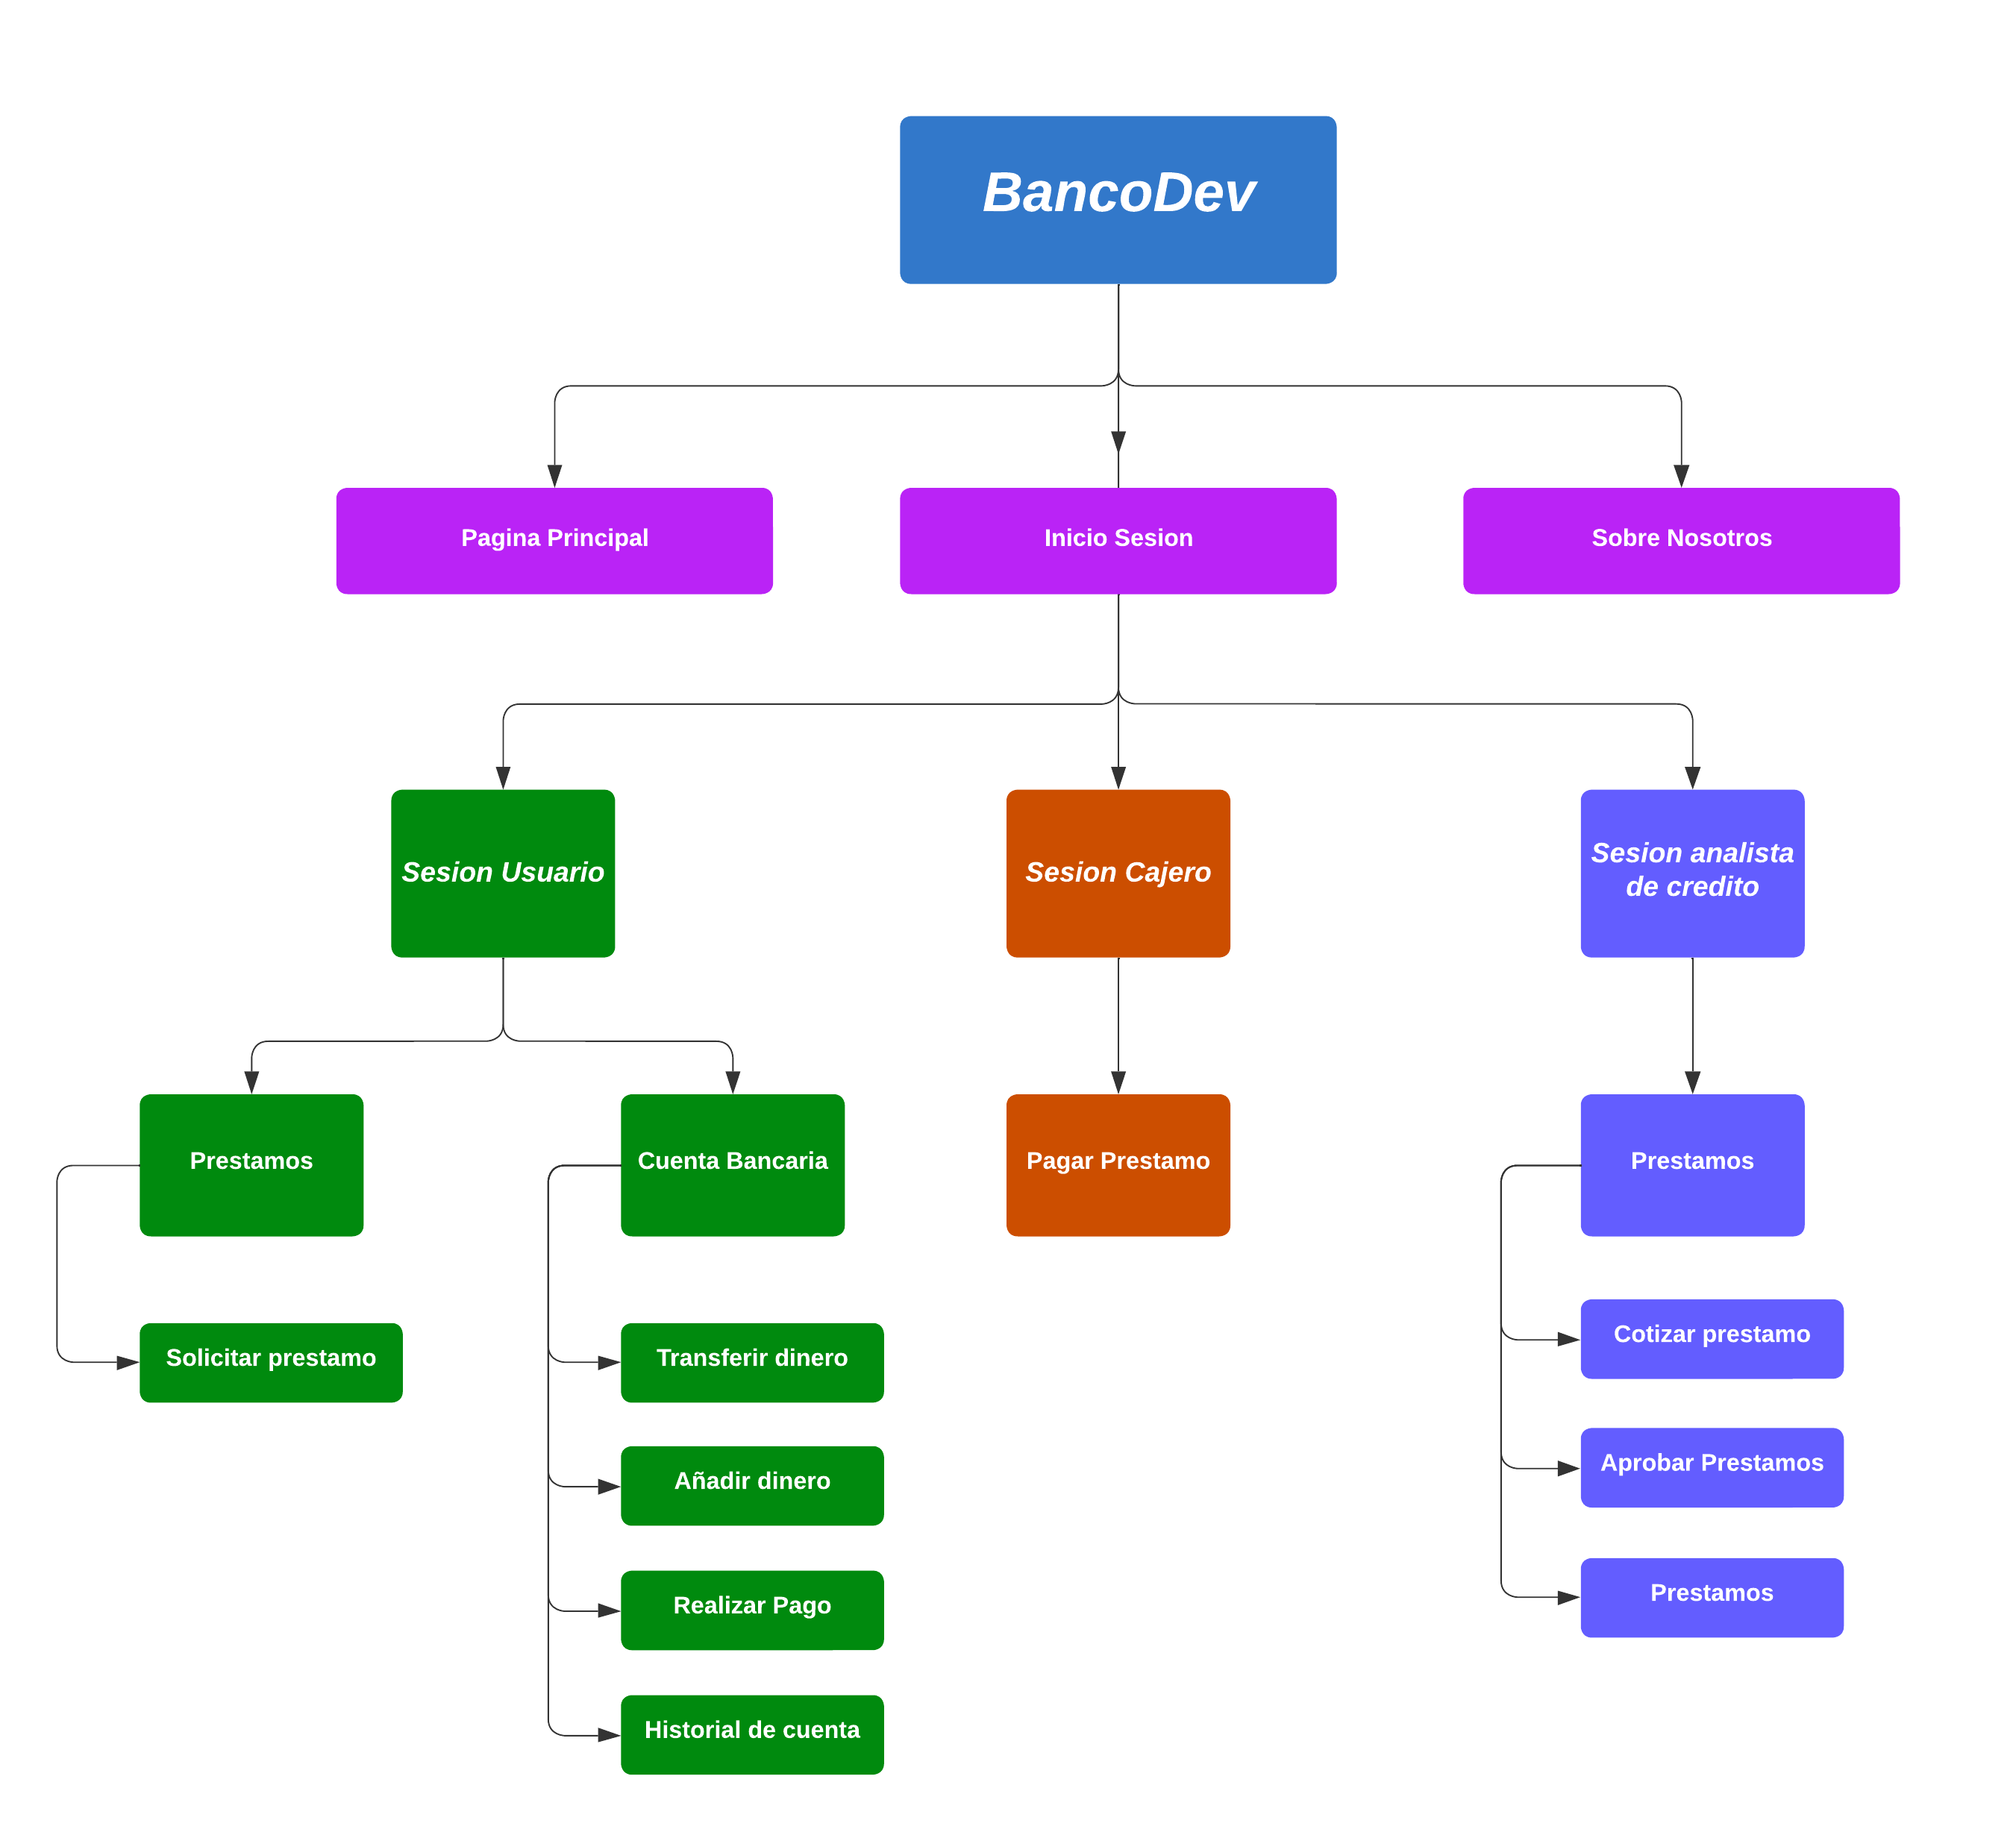 BancoDev
Pagina Principal
Inicio Sesion
Sobre Nosotros
Sesion Usuario
Sesion Cajero
Sesion analista
de credito
Prestamos
Cuenta Bancaria
Pagar Prestamo
Prestamos
Solicitar prestamo
Transferir dinero
Añadir dinero
Realizar Pago
Historial de cuenta
Cotizar prestamo
Aprobar Prestamos
Prestamos